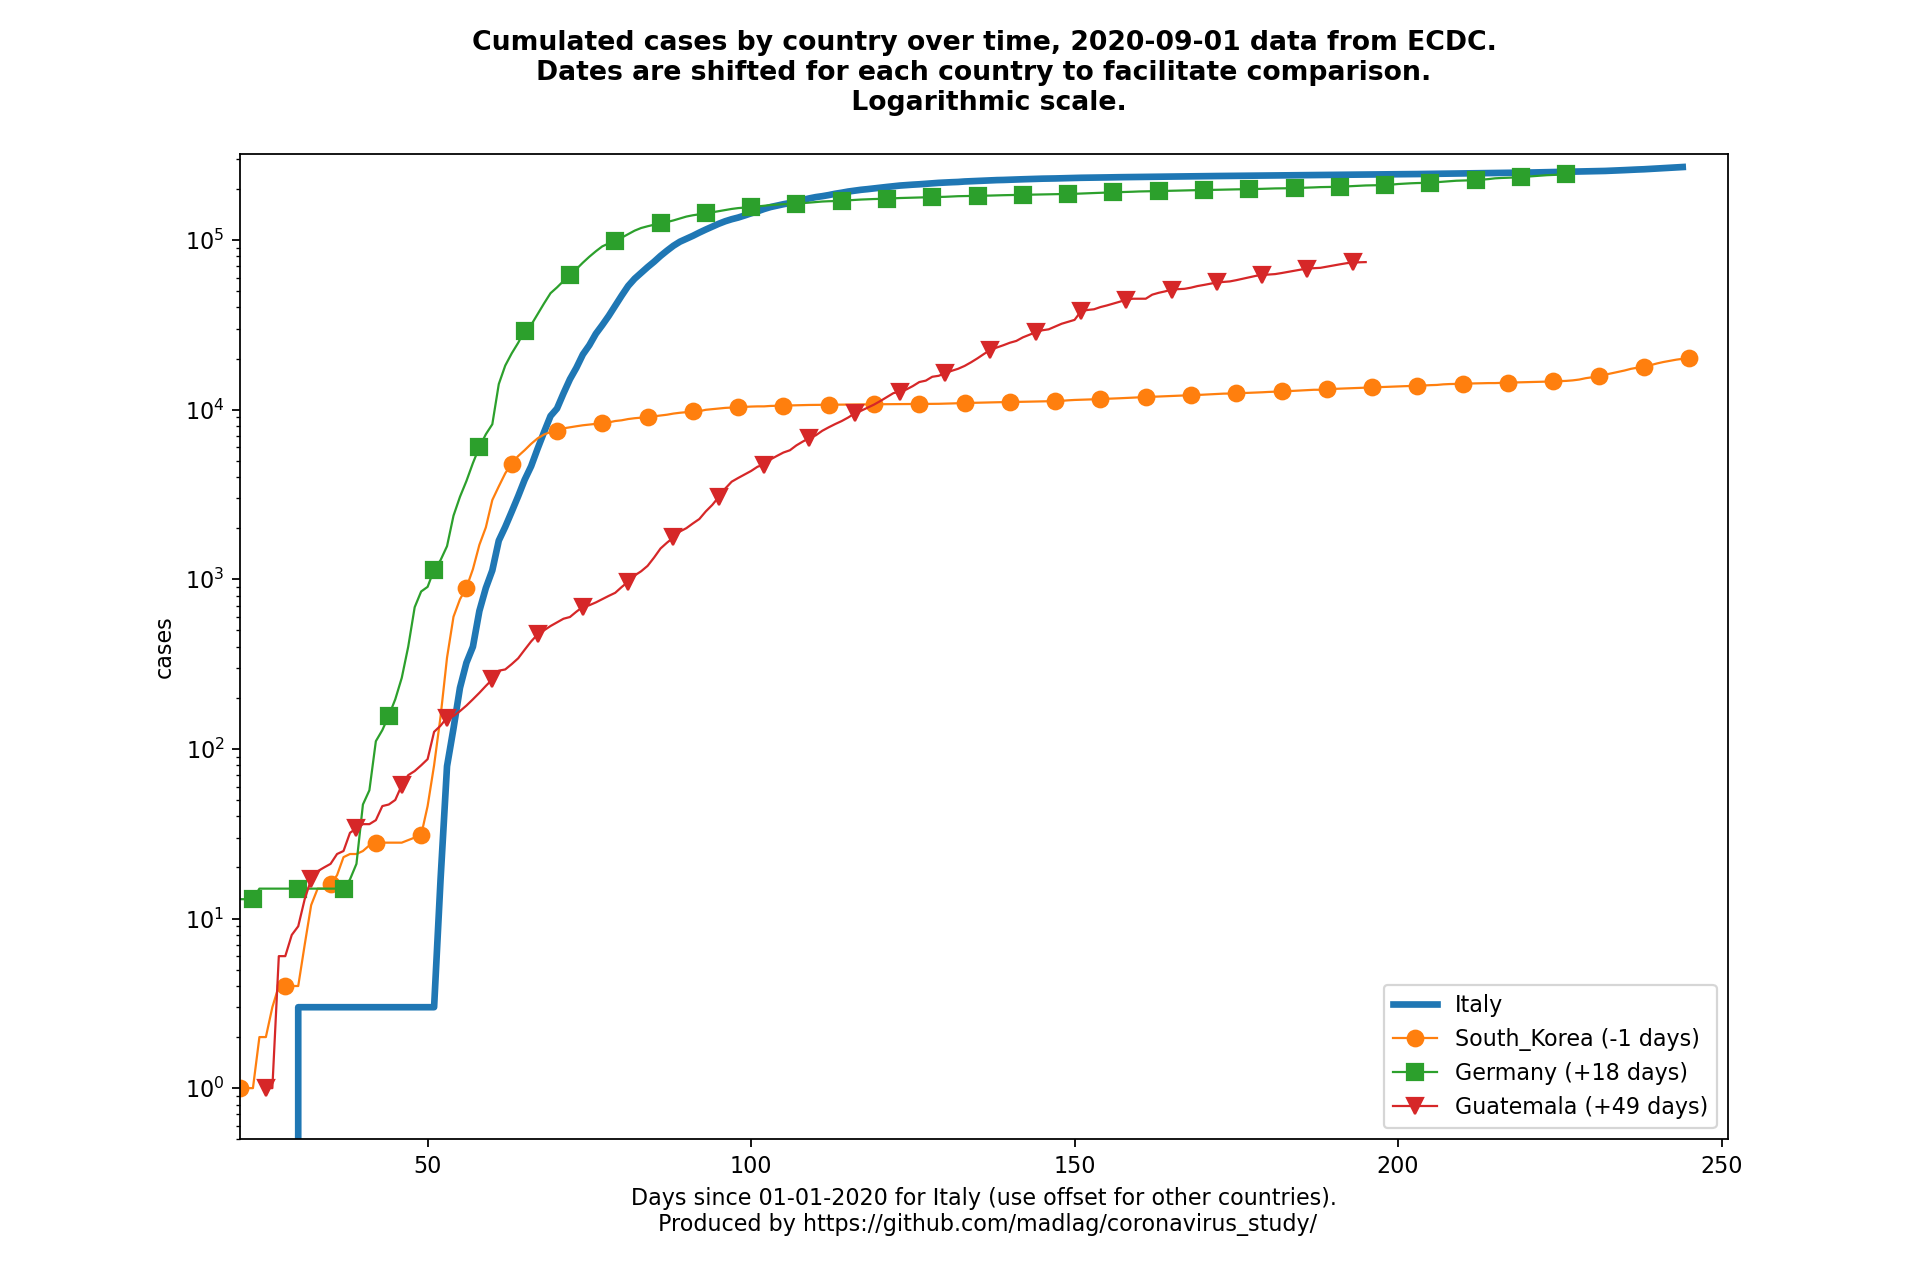 Cumulated cases by country over time, 2020-09-01 data from ECDC.
Dates are shifted for each country to facilitate comparison.
Logarithmic scale.
10^5
10^4
10^3
10^2
10^1
10^0
cases
Italy
South_Korea (-1 days)
Germany (+18 days)
Guatemala (+49 days)
50 100 150 200 250
Days since 01-01-2020 for Italy (use offset for other countries).
Produced by https://github.com/madlag/coronavirus_study/